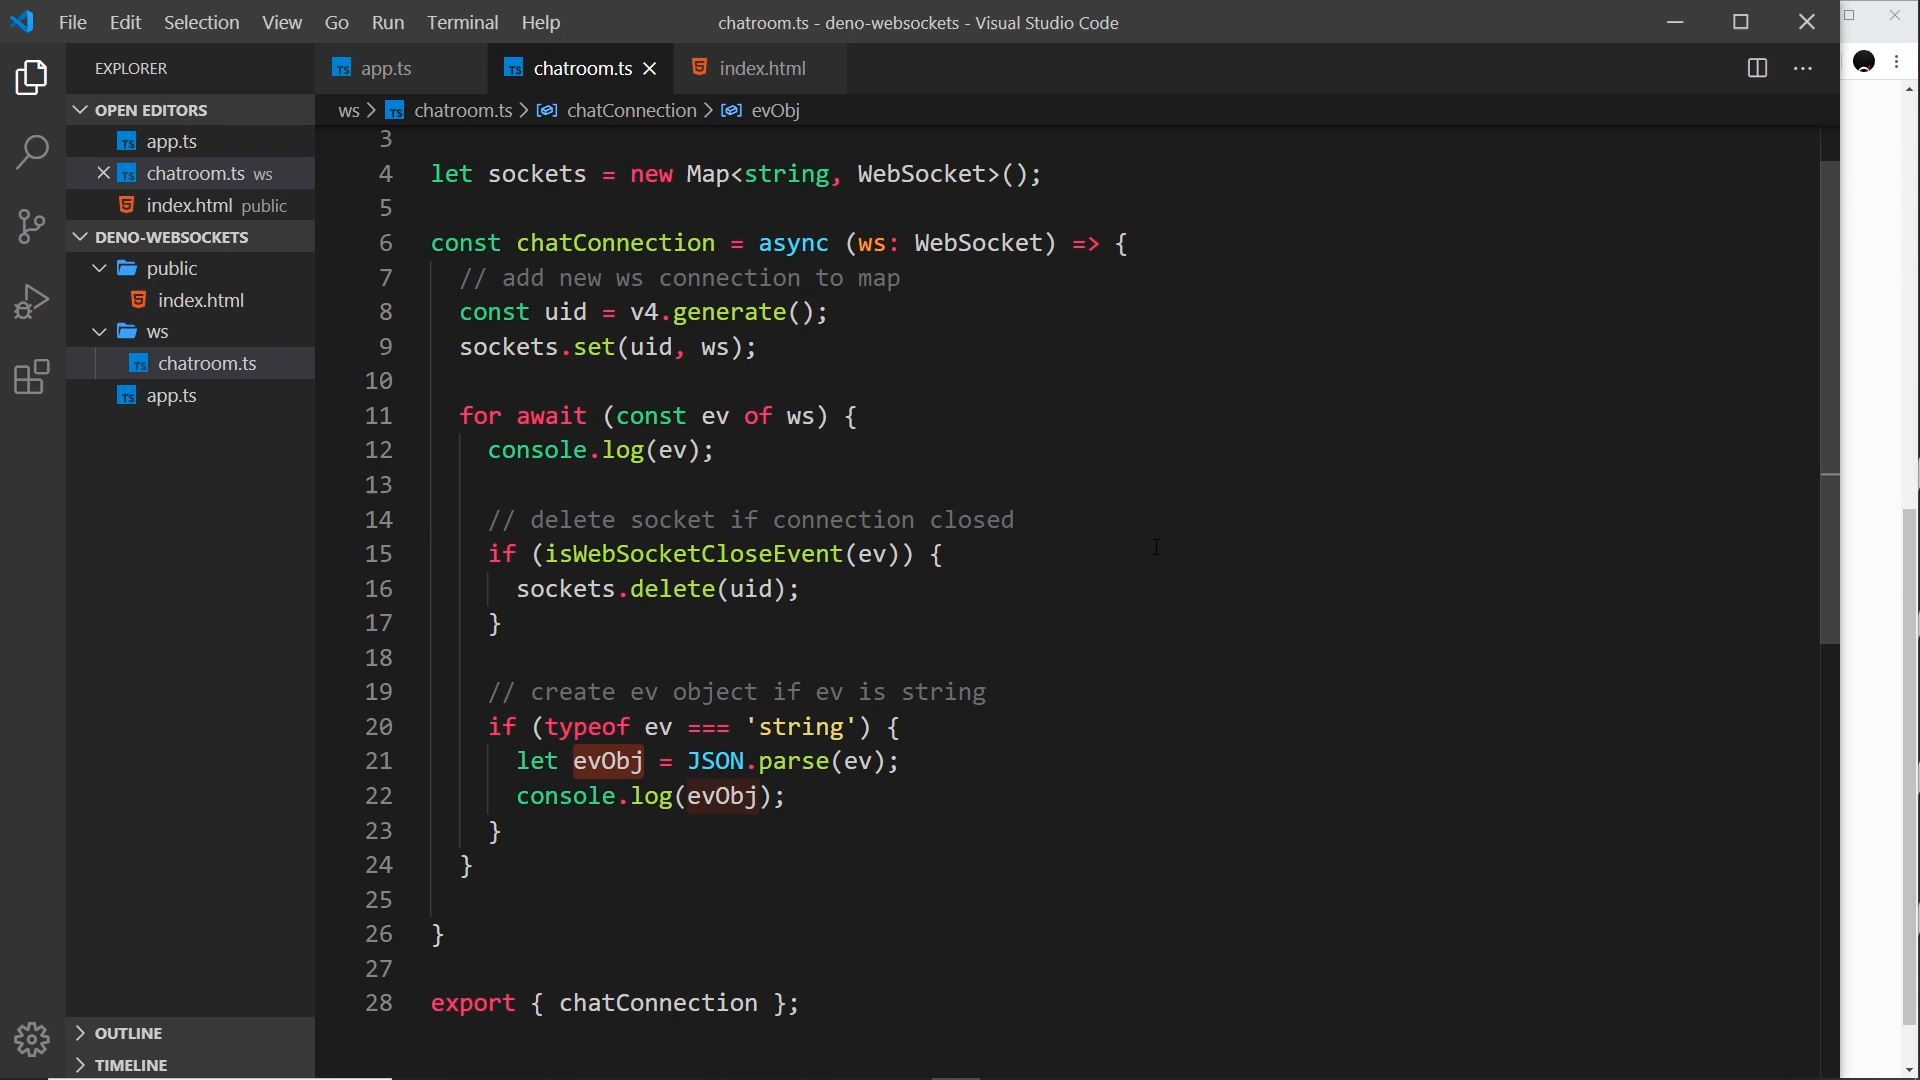 File Edit Selection View Go Run Terminal Help
chatroom.ts - deno-websockets - Visual Studio Code
EXPLORER
OPEN EDITORS
TS app.ts
TS chatroom.ts ws
index.html public
DENO-WEBSOCKETS
public
index.html
ws
TS chatroom.ts
TS app.ts
OUTLINE
TIMELINE
TS app.ts TS chatroom.ts index.html
ws > TS chatroom.ts > chatConnection > evObj
3
4 let sockets = new Map<string, WebSocket>();
5
6 const chatConnection = async (ws: WebSocket) => {
7 // add new ws connection to map
8 const uid = v4.generate();
9 sockets.set(uid, ws);
10
11 for await (const ev of ws) {
12 console.log(ev);
13
14 // delete socket if connection closed
15 if (isWebSocketCloseEvent(ev)) {
16 sockets.delete(uid);
17 }
18
19 // create ev object if ev is string
20 if (typeof ev === 'string') {
21 let evObj = JSON.parse(ev);
22 console.log(evObj);
23 }
24 }
25
26 }
27
28 export { chatConnection };